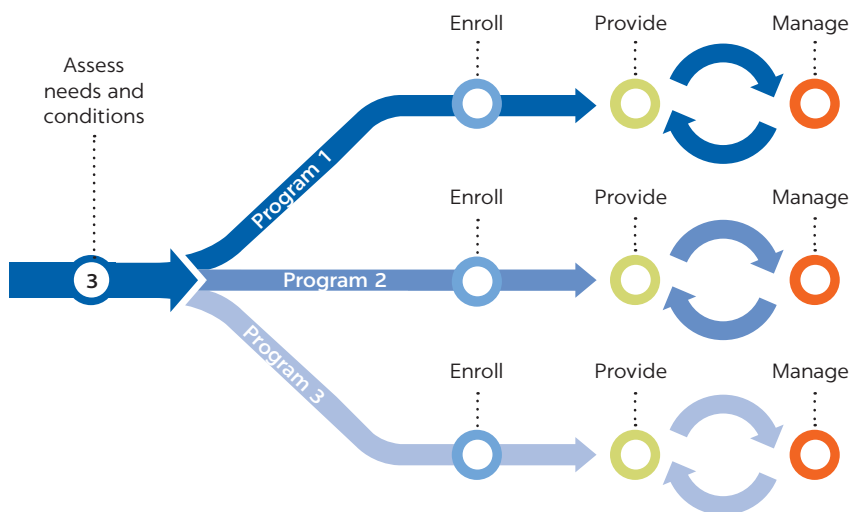 Assess
needs and
conditions
3
Enroll
Provide
Manage
Program 1
Enroll
Provide
Manage
Program 2
Enroll
Provide
Manage
Program 3